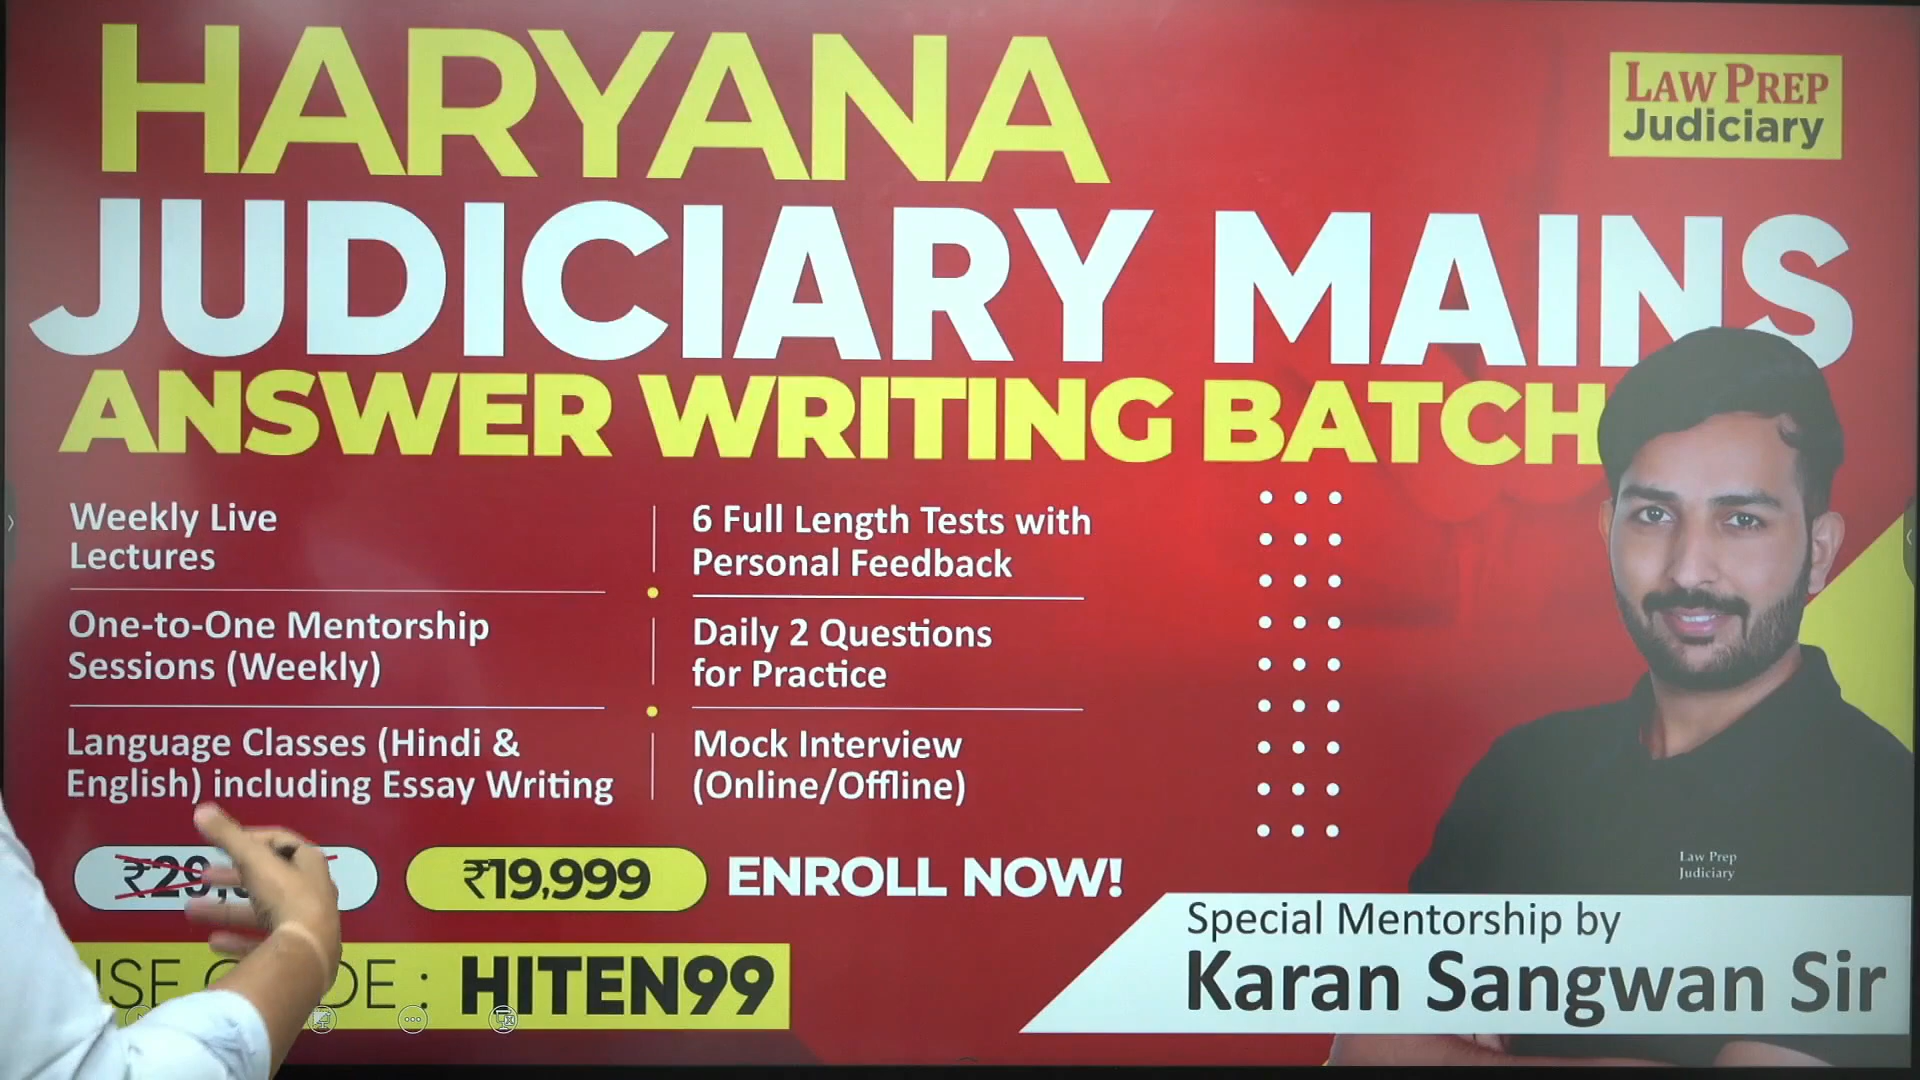 HARYANA
LAW PREP
Judiciary
JUDICIARY MAINS
ANSWER WRITING BATCH
Weekly Live
Lectures
6 Full Length Tests with
Personal Feedback
One-to-One Mentorship
Sessions (Weekly)
Daily 2 Questions
for Practice
Language Classes (Hindi &
English) including Essay Writing
Mock Interview
(Online/Offline)
₹19,999
ENROLL NOW!
: HITEN99
Law Prep
Judiciary
Special Mentorship by
Karan Sangwan Sir